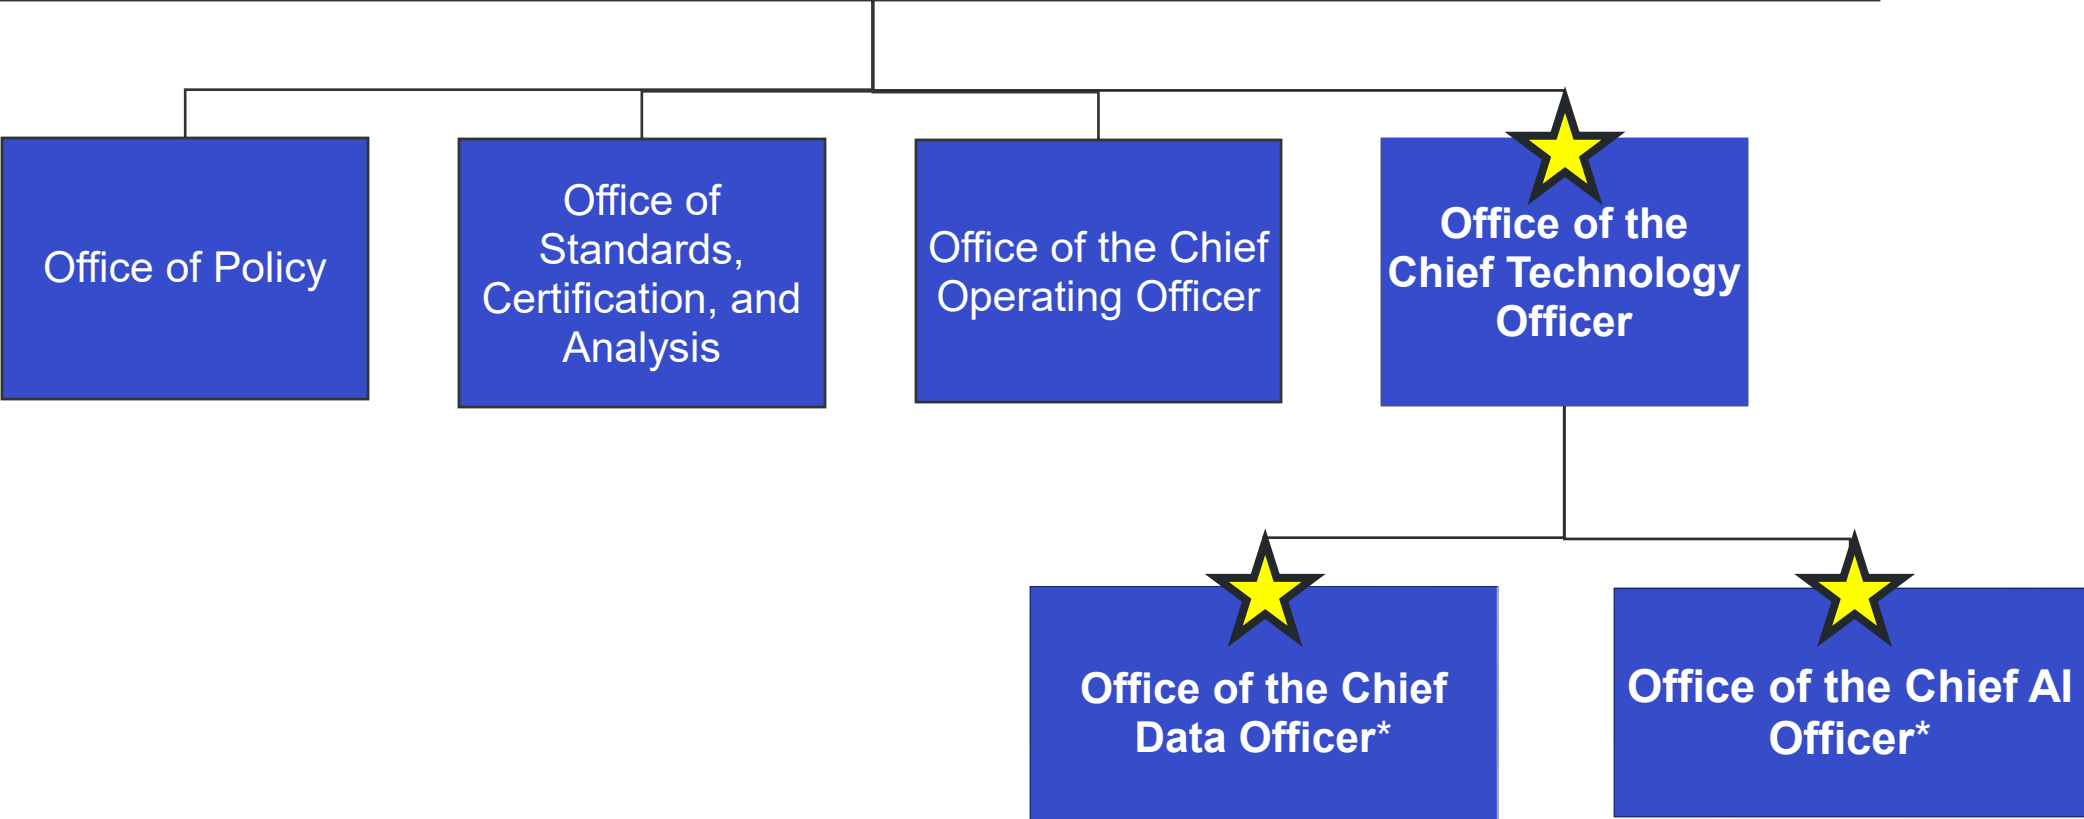 Office of Policy
Office of
Standards,
Certification, and
Analysis
Office of the Chief
Operating Officer
Office of the
Chief Technology
Officer
Office of the Chief
Data Officer*
Office of the Chief AI
Officer*